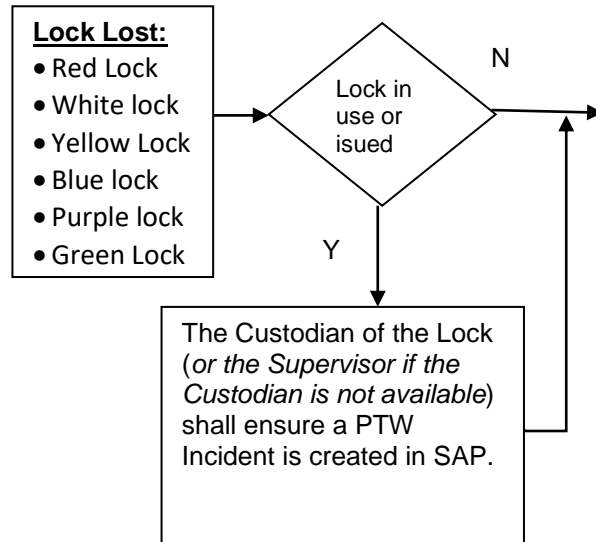 Lock Lost:
• Red Lock
• White lock
• Yellow Lock
• Blue lock
• Purple lock
• Green Lock
Lock in
use or
isued
N
Y
The Custodian of the Lock
(or the Supervisor if the
Custodian is not available)
shall ensure a PTW
Incident is created in SAP.